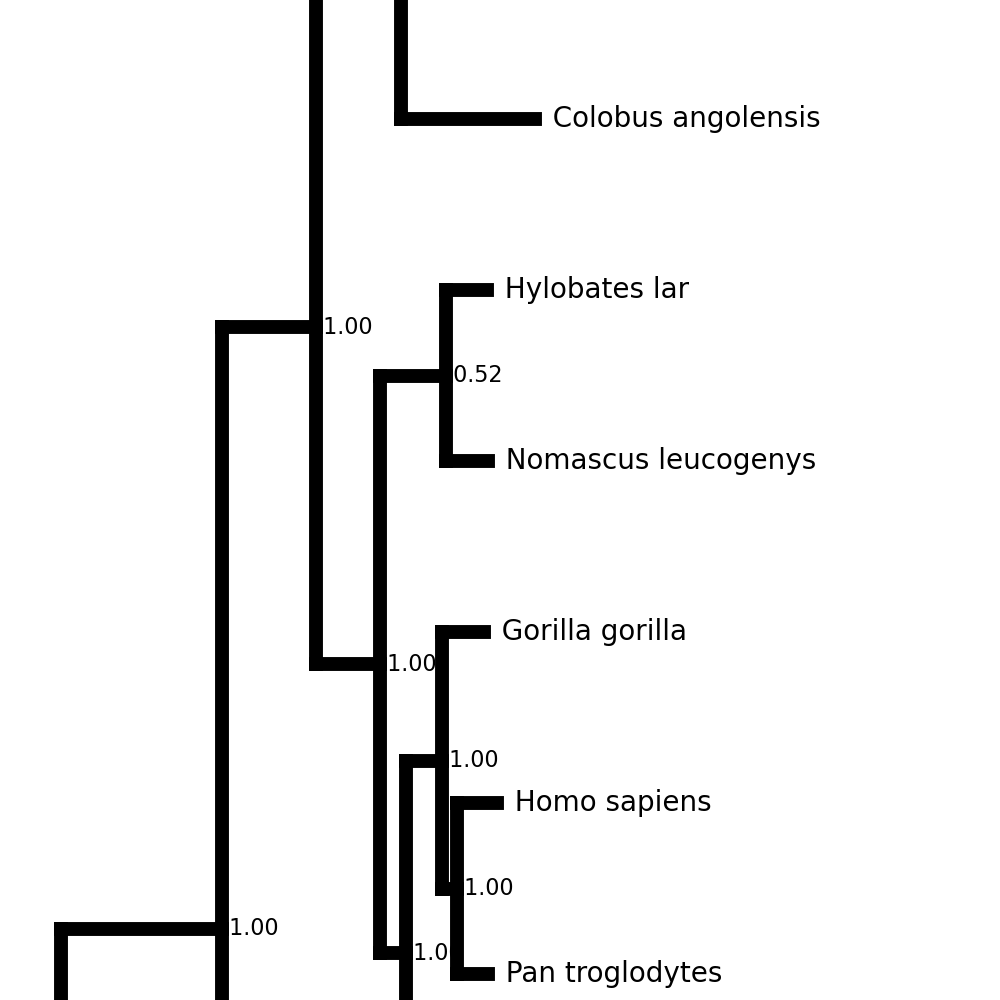 Colobus angolensis
Hylobates lar
1.00
0.52
Nomascus leucogenys
Gorilla gorilla
1.00
1.00
Homo sapiens
1.00
1.00
1.0
Pan troglodytes